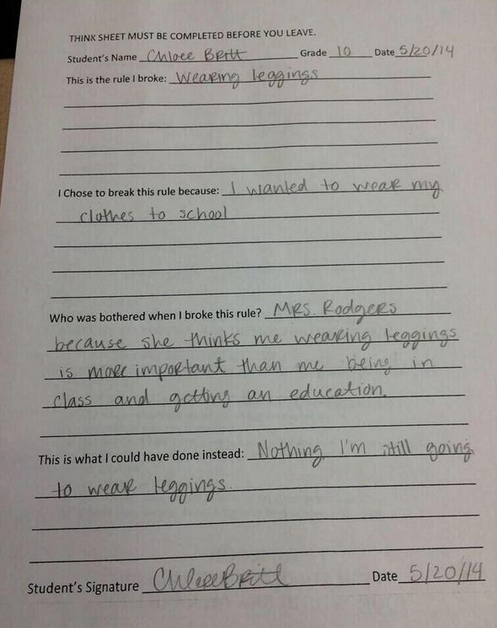 THINK SHEET MUST BE COMPLETED BEFORE YOU LEAVE.
Student's Name Chloee Britt Grade 10 Date 5/20/14
This is the rule I broke: Wearing leggings
I Chose to break this rule because: I wanted to wear my
clothes to school
Who was bothered when I broke this rule? Mrs. Rodgers
because she thinks me wearing leggings
is more important than me being in
class and getting an education.
This is what I could have done instead: Nothing I'm still going
to wear leggings.
Student's Signature Chloee Britt Date 5/20/14